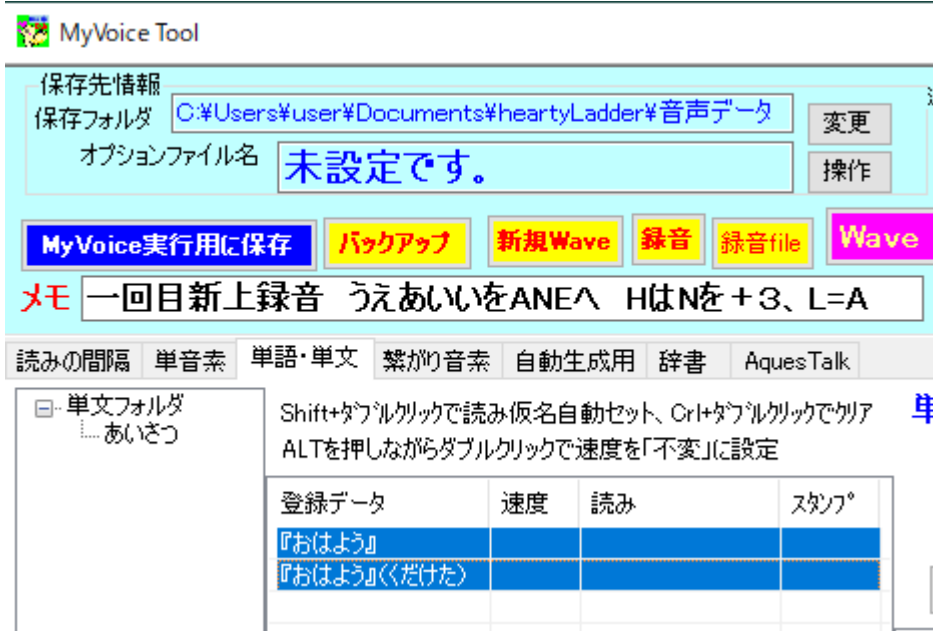 MyVoice Tool
保存先情報
保存フォルダ C:¥Users¥user¥Documents¥heartyLadder¥音声データ 変更
オプションファイル名 未設定です。 操作
MyVoice実行用に保存 バックアップ 新規Wave 録音 録音file Wave
メモ 一回目新上録音 うえあいいをANEへ HはNを+3、L=A
読みの間隔 単音素 単語・単文 繋がり音素 自動生成用 辞書 AquesTalk
単文フォルダ
あいさつ
Shift+ダブルクリックで読み仮名自動セット、Crl+ダブルクリックでクリア
ALTを押しながらダブルクリックで速度を「不変」に設定
登録データ 速度 読み スタンプ
『おはよう』
『おはよう』(くだけた)